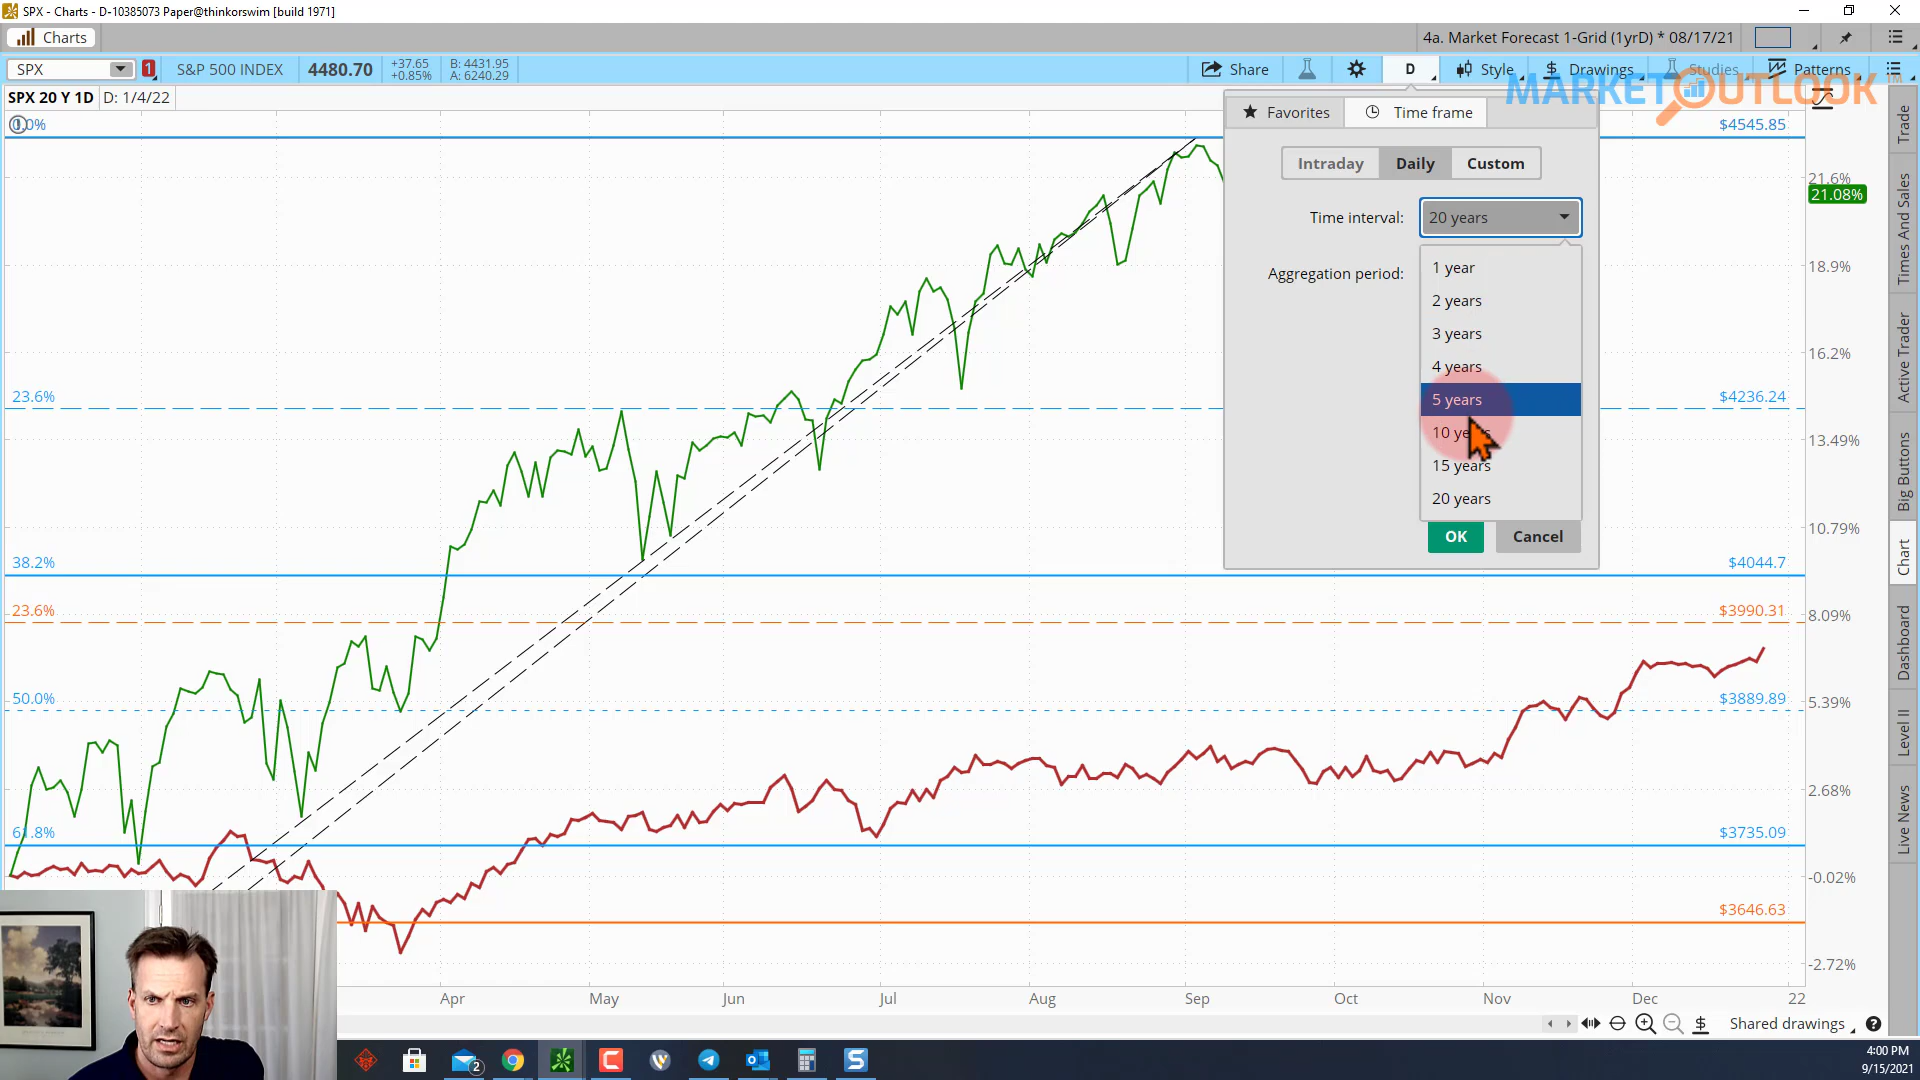 SPX - Charts - D-10385073 Paper@thinkorswim [build 1971]
Charts
4a. Market Forecast 1-Grid (1yrD) * 08/17/21
SPX
1
S&P 500 INDEX
4480.70
+37.65
+0.85%
B: 4431.95
A: 6240.29
Share
D
Style
Drawings
Studies
Patterns
MARKETOUTLOOK
SPX 20 Y 1D
D: 1/4/22
Favorites
Time frame
Intraday
Daily
Custom
Time interval:
20 years
Aggregation period:
1 year
2 years
3 years
4 years
5 years
10 years
15 years
20 years
OK
Cancel
$4545.85
23.6%
$4236.24
38.2%
$4044.7
23.6%
$3990.31
50.0%
$3889.89
61.8%
$3735.09
$3646.63
21.6%
21.08%
18.9%
16.2%
13.49%
10.79%
8.09%
5.39%
2.68%
-0.02%
-2.72%
Trade
Times And Sales
Active Trader
Big Buttons
Chart
Dashboard
Level II
Live News
Apr
May
Jun
Jul
Aug
Sep
Oct
Nov
Dec
22
Shared drawings
2
4:00 PM
9/15/2021